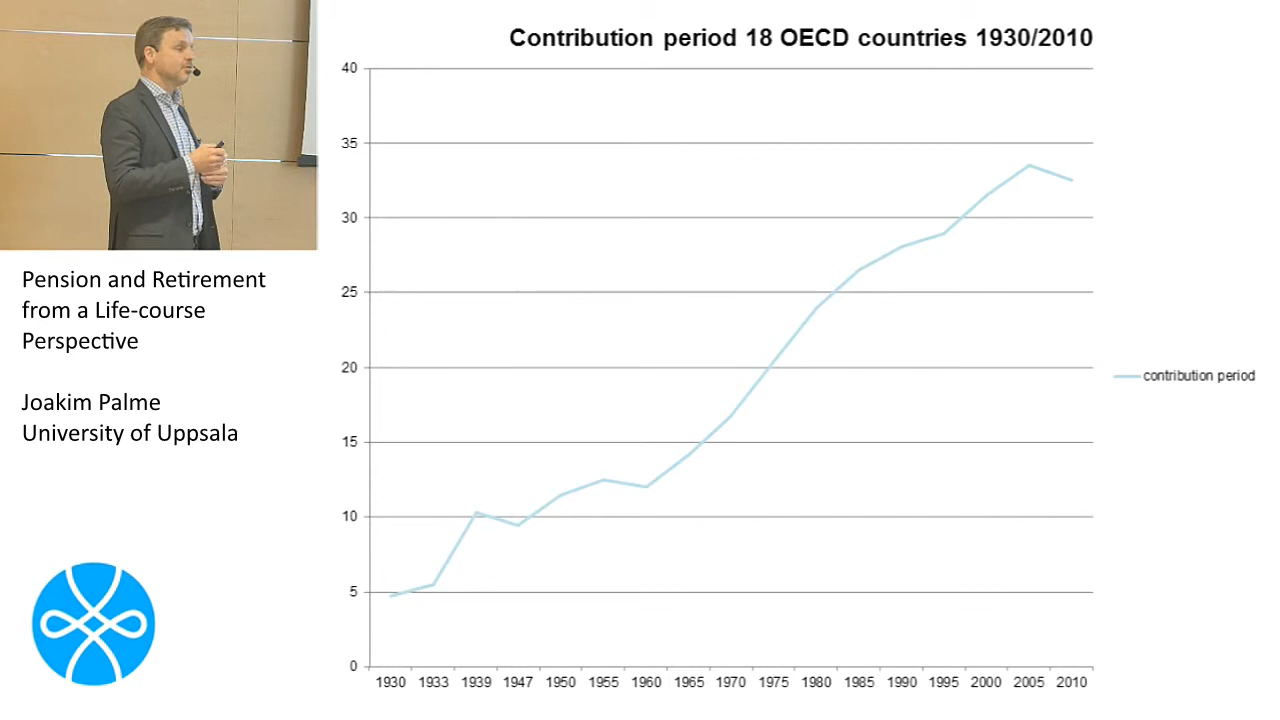 Contribution period 18 OECD countries 1930/2010
40
35
30
25
20
15
10
5
0
1930 1933 1939 1947 1950 1955 1960 1965 1970 1975 1980 1985 1990 1995 2000 2005 2010
contribution period
Pension and Retirement
from a Life-course
Perspective
Joakim Palme
University of Uppsala